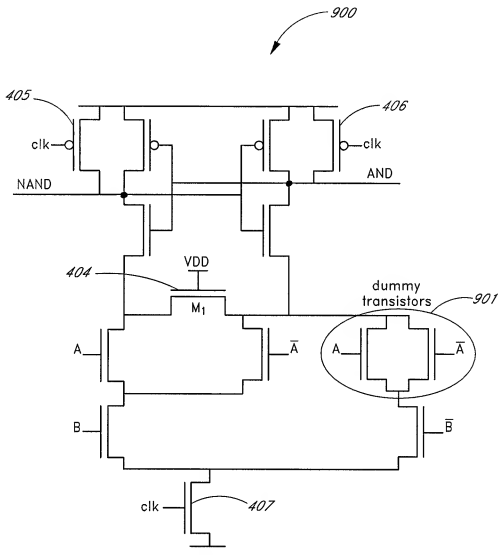 900
405
406
clk
clk
NAND
AND
VDD
404
M1
dummy
transistors
901
A
A̅
A
A̅
B
B̅
clk
407